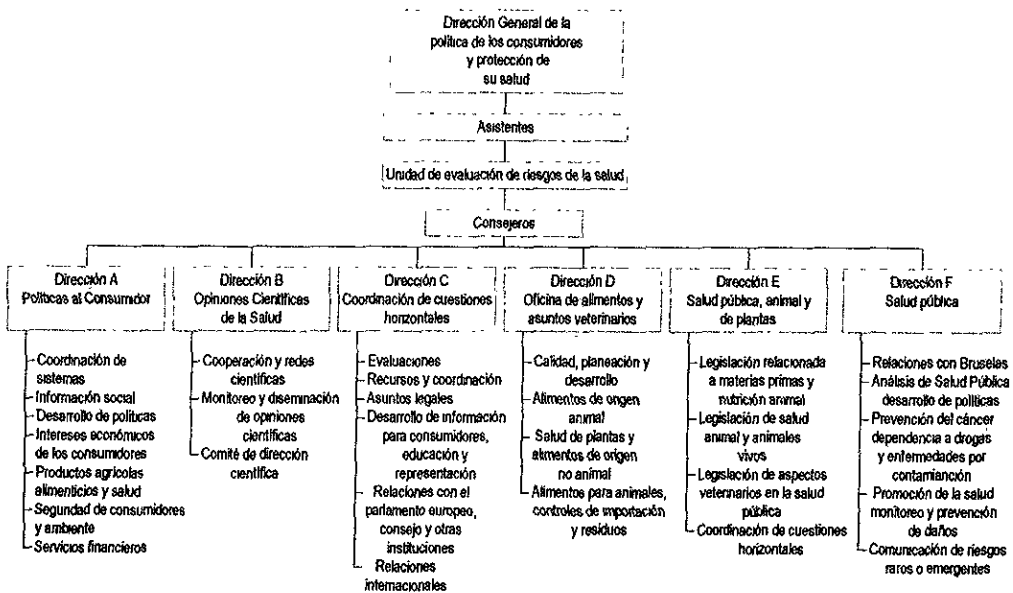 Dirección General de la
política de los consumidores
y protección de
su salud
Asistentes
Unidad de evaluación de riesgos de la salud
Consejeros
Dirección A
Políticas al Consumidor
Coordinación de
sistemas
Información social
Desarrollo de políticas
Intereses económicos
de los consumidores
Productos agrícolas
alimenticios y salud
Seguridad de consumidores
y ambiente
Servicios financieros
Dirección B
Opiniones Científicas
de la Salud
Cooperación y redes
científicas
Monitoreo y diseminación
de opiniones
científicas
Comité de dirección
científica
Dirección C
Coordinación de cuestiones
horizontales
Evaluaciones
Recursos y coordinación
Asuntos legales
Desarrollo de información
para consumidores,
educación y
representación
Relaciones con el
parlamento europeo,
consejo y otras
instituciones
Relaciones
internacionales
Dirección D
Oficina de alimentos y
asuntos veterinarios
Calidad, planeación y
desarrollo
Alimentos de origen
animal
Salud de plantas y
alimentos de origen
no animal
Alimentos para animales,
controles de importación
y residuos
Dirección E
Salud pública, animal y
de plantas
Legislación relacionada
a materias primas y
nutrición animal
Legislación de salud
animal y animales
vivos
Legislación de aspectos
veterinarios en la salud
pública
Coordinación de cuestiones
horizontales
Dirección F
Salud pública
Relaciones con Bruselas
Análisis de Salud Pública
desarrollo de políticas
Prevención del cáncer
dependencia a drogas
y enfermedades por
contamianción
Promoción de la salud
monitoreo y prevención
de daños
Comunicación de riesgos
raros o emergentes